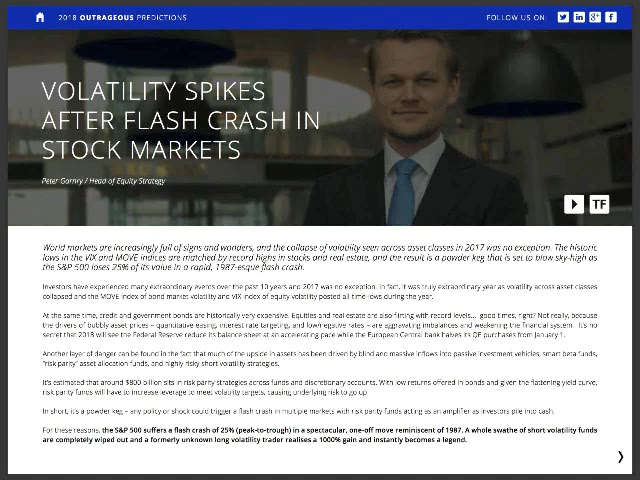 2018 OUTRAGEOUS PREDICTIONS
FOLLOW US ON:
VOLATILITY SPIKES
AFTER FLASH CRASH IN
STOCK MARKETS
Peter Garnry / Head of Equity Strategy
TF
World markets are increasingly full of signs and wonders, and the collapse of volatility seen across asset classes in 2017 was no exception. The historic
lows in the VIX and MOVE indices are matched by record highs in stocks and real estate, and the result is a powder keg that is set to blow sky-high as
the S&P 500 loses 25% of its value in a rapid, 1987-esque flash crash.
Investors have experienced many extraordinary events over the past 10 years and 2017 was no exception. In fact, it was truly extraordinary year as volatility across asset classes
collapsed and the MOVE index of bond market volatility and VIX index of equity volatility posted all-time-lows during the year.
At the same time, credit and government bonds are historically very expensive. Equities and real estate are also flirting with record levels… good times, right? Not really, because
the drivers of bubbly asset prices – quantitative easing, interest rate targeting, and low/negative rates – are aggravating imbalances and weakening the financial system. It's no
secret that 2018 will see the Federal Reserve reduce its balance sheet at an accelerating pace while the European Central bank halves its QE purchases from January 1.
Another layer of danger can be found in the fact that much of the upside in assets has been driven by blind and massive inflows into passive investment vehicles, smart beta funds,
"risk parity" asset allocation funds, and highly risky short volatility strategies.
It's estimated that around $800 billion sits in risk parity strategies across funds and discretionary accounts. With low returns offered in bonds and given the flattening yield curve,
risk parity funds will have to increase leverage to meet volatility targets, causing underlying risk to go up.
In short, it's a powder keg – any policy or shock could trigger a flash crash in multiple markets with risk parity funds acting as an amplifier as investors pile into cash.
For these reasons, the S&P 500 suffers a flash crash of 25% (peak-to-trough) in a spectacular, one-off move reminiscent of 1987. A whole swathe of short volatility funds
are completely wiped out and a formerly unknown long volatility trader realises a 1000% gain and instantly becomes a legend.